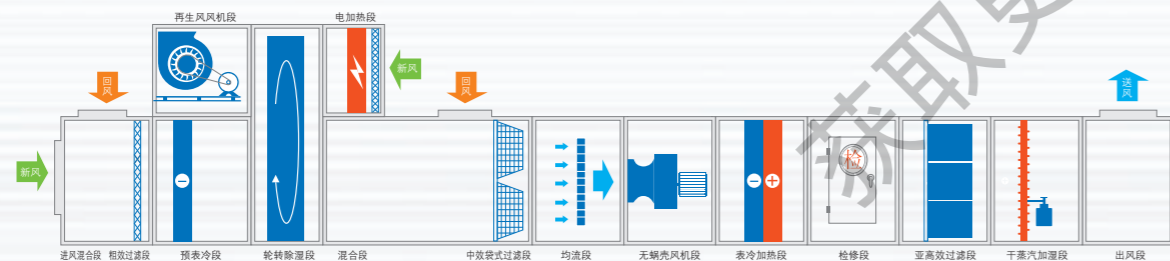 再生风风机段
电加热段
回风
新风
回风
送风
新风
检
获取更
进风混合段
粗效过滤段
预表冷段
轮转除湿段
混合段
中效袋式过滤段
均流段
无蜗壳风机段
表冷加热段
检修段
亚高效过滤段
干蒸汽加湿段
出风段